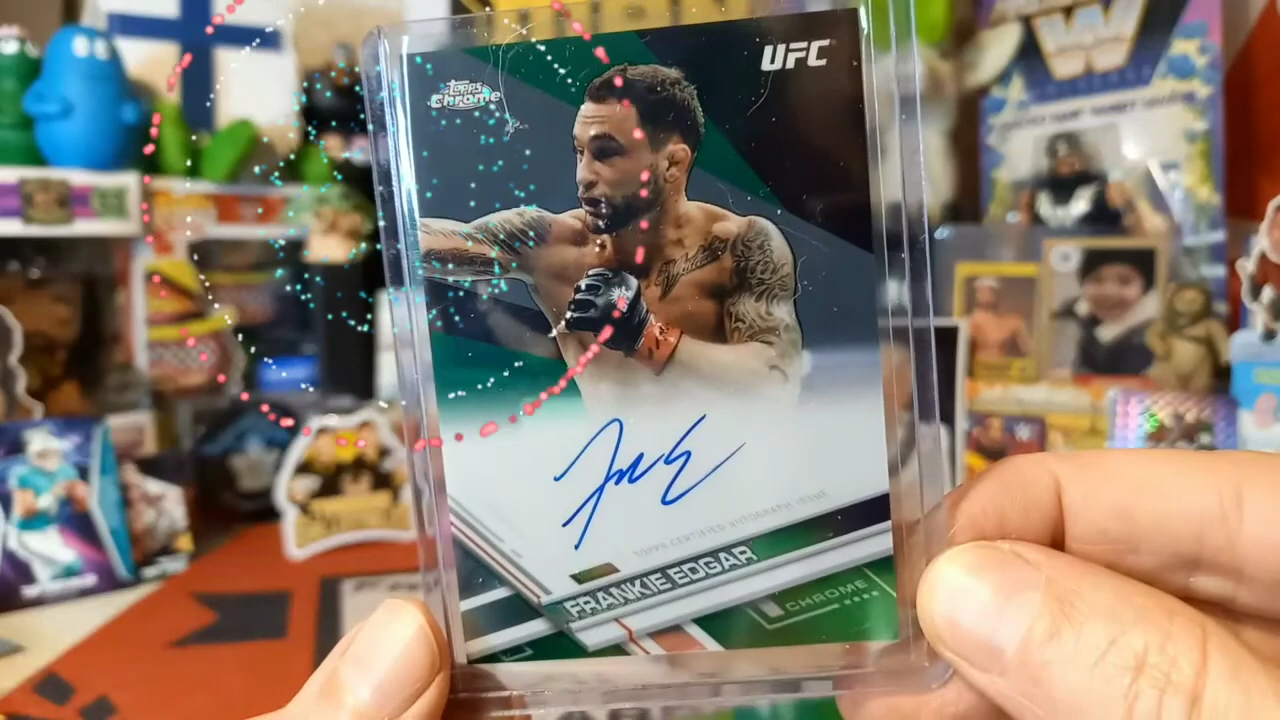 UFC
Topps
Chrome
TOPPS CERTIFIED AUTOGRAPH ISSUE
FRANKIE EDGAR
CHROME